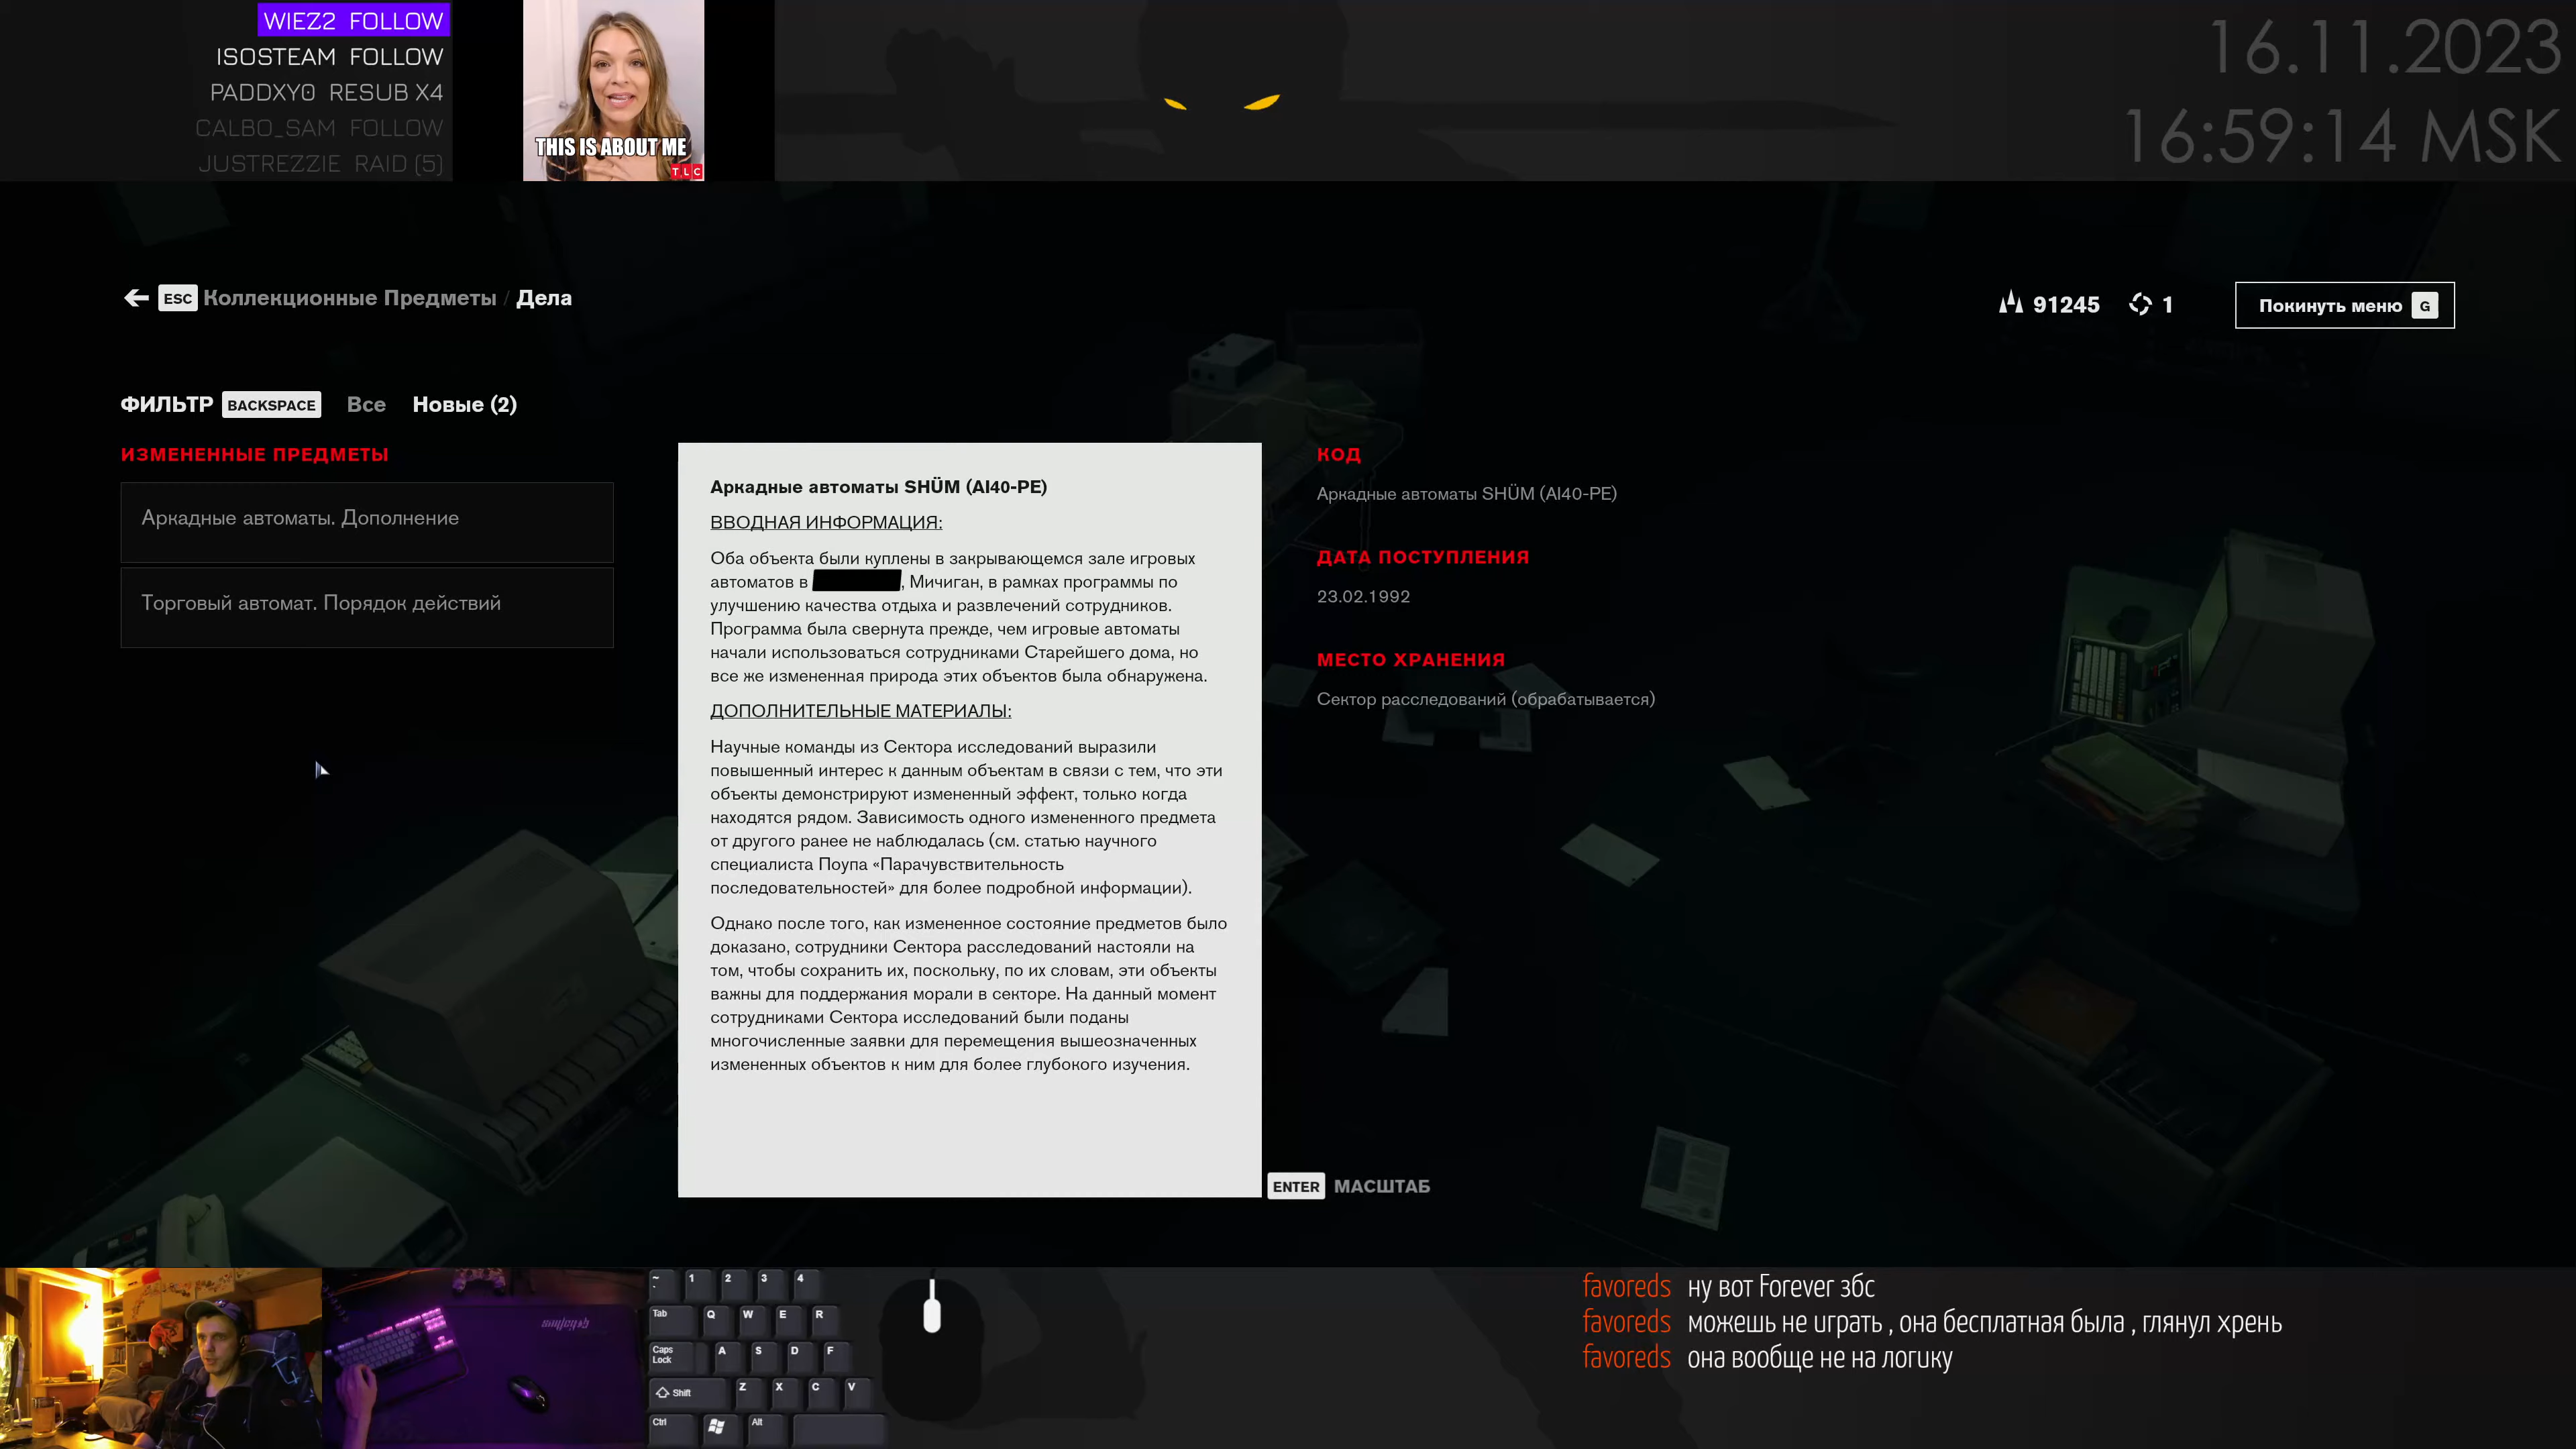 WIEZ2 FOLLOW
ISOSTEAM FOLLOW
PADDXY0 RESUB X4
CALBO_SAM FOLLOW
JUSTREZZIE RAID (5)
THIS IS ABOUT ME
TLC
16.11.2023
16:59:14 MSK
ESC Коллекционные Предметы / Дела
91245 1
Покинуть меню G
ФИЛЬТР BACKSPACE Все Новые (2)
ИЗМЕНЕННЫЕ ПРЕДМЕТЫ
Аркадные автоматы. Дополнение
Торговый автомат. Порядок действий
Аркадные автоматы SHÜM (AI40-PE)
ВВОДНАЯ ИНФОРМАЦИЯ:
Оба объекта были куплены в закрывающемся зале игровых
автоматов в , Мичиган, в рамках программы по
улучшению качества отдыха и развлечений сотрудников.
Программа была свернута прежде, чем игровые автоматы
начали использоваться сотрудниками Старейшего дома, но
все же измененная природа этих объектов была обнаружена.
ДОПОЛНИТЕЛЬНЫЕ МАТЕРИАЛЫ:
Научные команды из Сектора исследований выразили
повышенный интерес к данным объектам в связи с тем, что эти
объекты демонстрируют измененный эффект, только когда
находятся рядом. Зависимость одного измененного предмета
от другого ранее не наблюдалась (см. статью научного
специалиста Поупа «Парачувствительность
последовательностей» для более подробной информации).
Однако после того, как измененное состояние предметов было
доказано, сотрудники Сектора расследований настояли на
том, чтобы сохранить их, поскольку, по их словам, эти объекты
важны для поддержания морали в секторе. На данный момент
сотрудниками Сектора исследований были поданы
многочисленные заявки для перемещения вышеозначенных
измененных объектов к ним для более глубокого изучения.
КОД
Аркадные автоматы SHÜM (AI40-PE)
ДАТА ПОСТУПЛЕНИЯ
23.02.1992
МЕСТО ХРАНЕНИЯ
Сектор расследований (обрабатывается)
ENTER МАСШТАБ
~ 1 2 3 4
Tab Q W E R
Caps Lock A S D F
Shift Z X C V
Ctrl Alt
favoreds ну вот Forever збс
favoreds можешь не играть , она бесплатная была , глянул хрень
favoreds она вообще не на логику